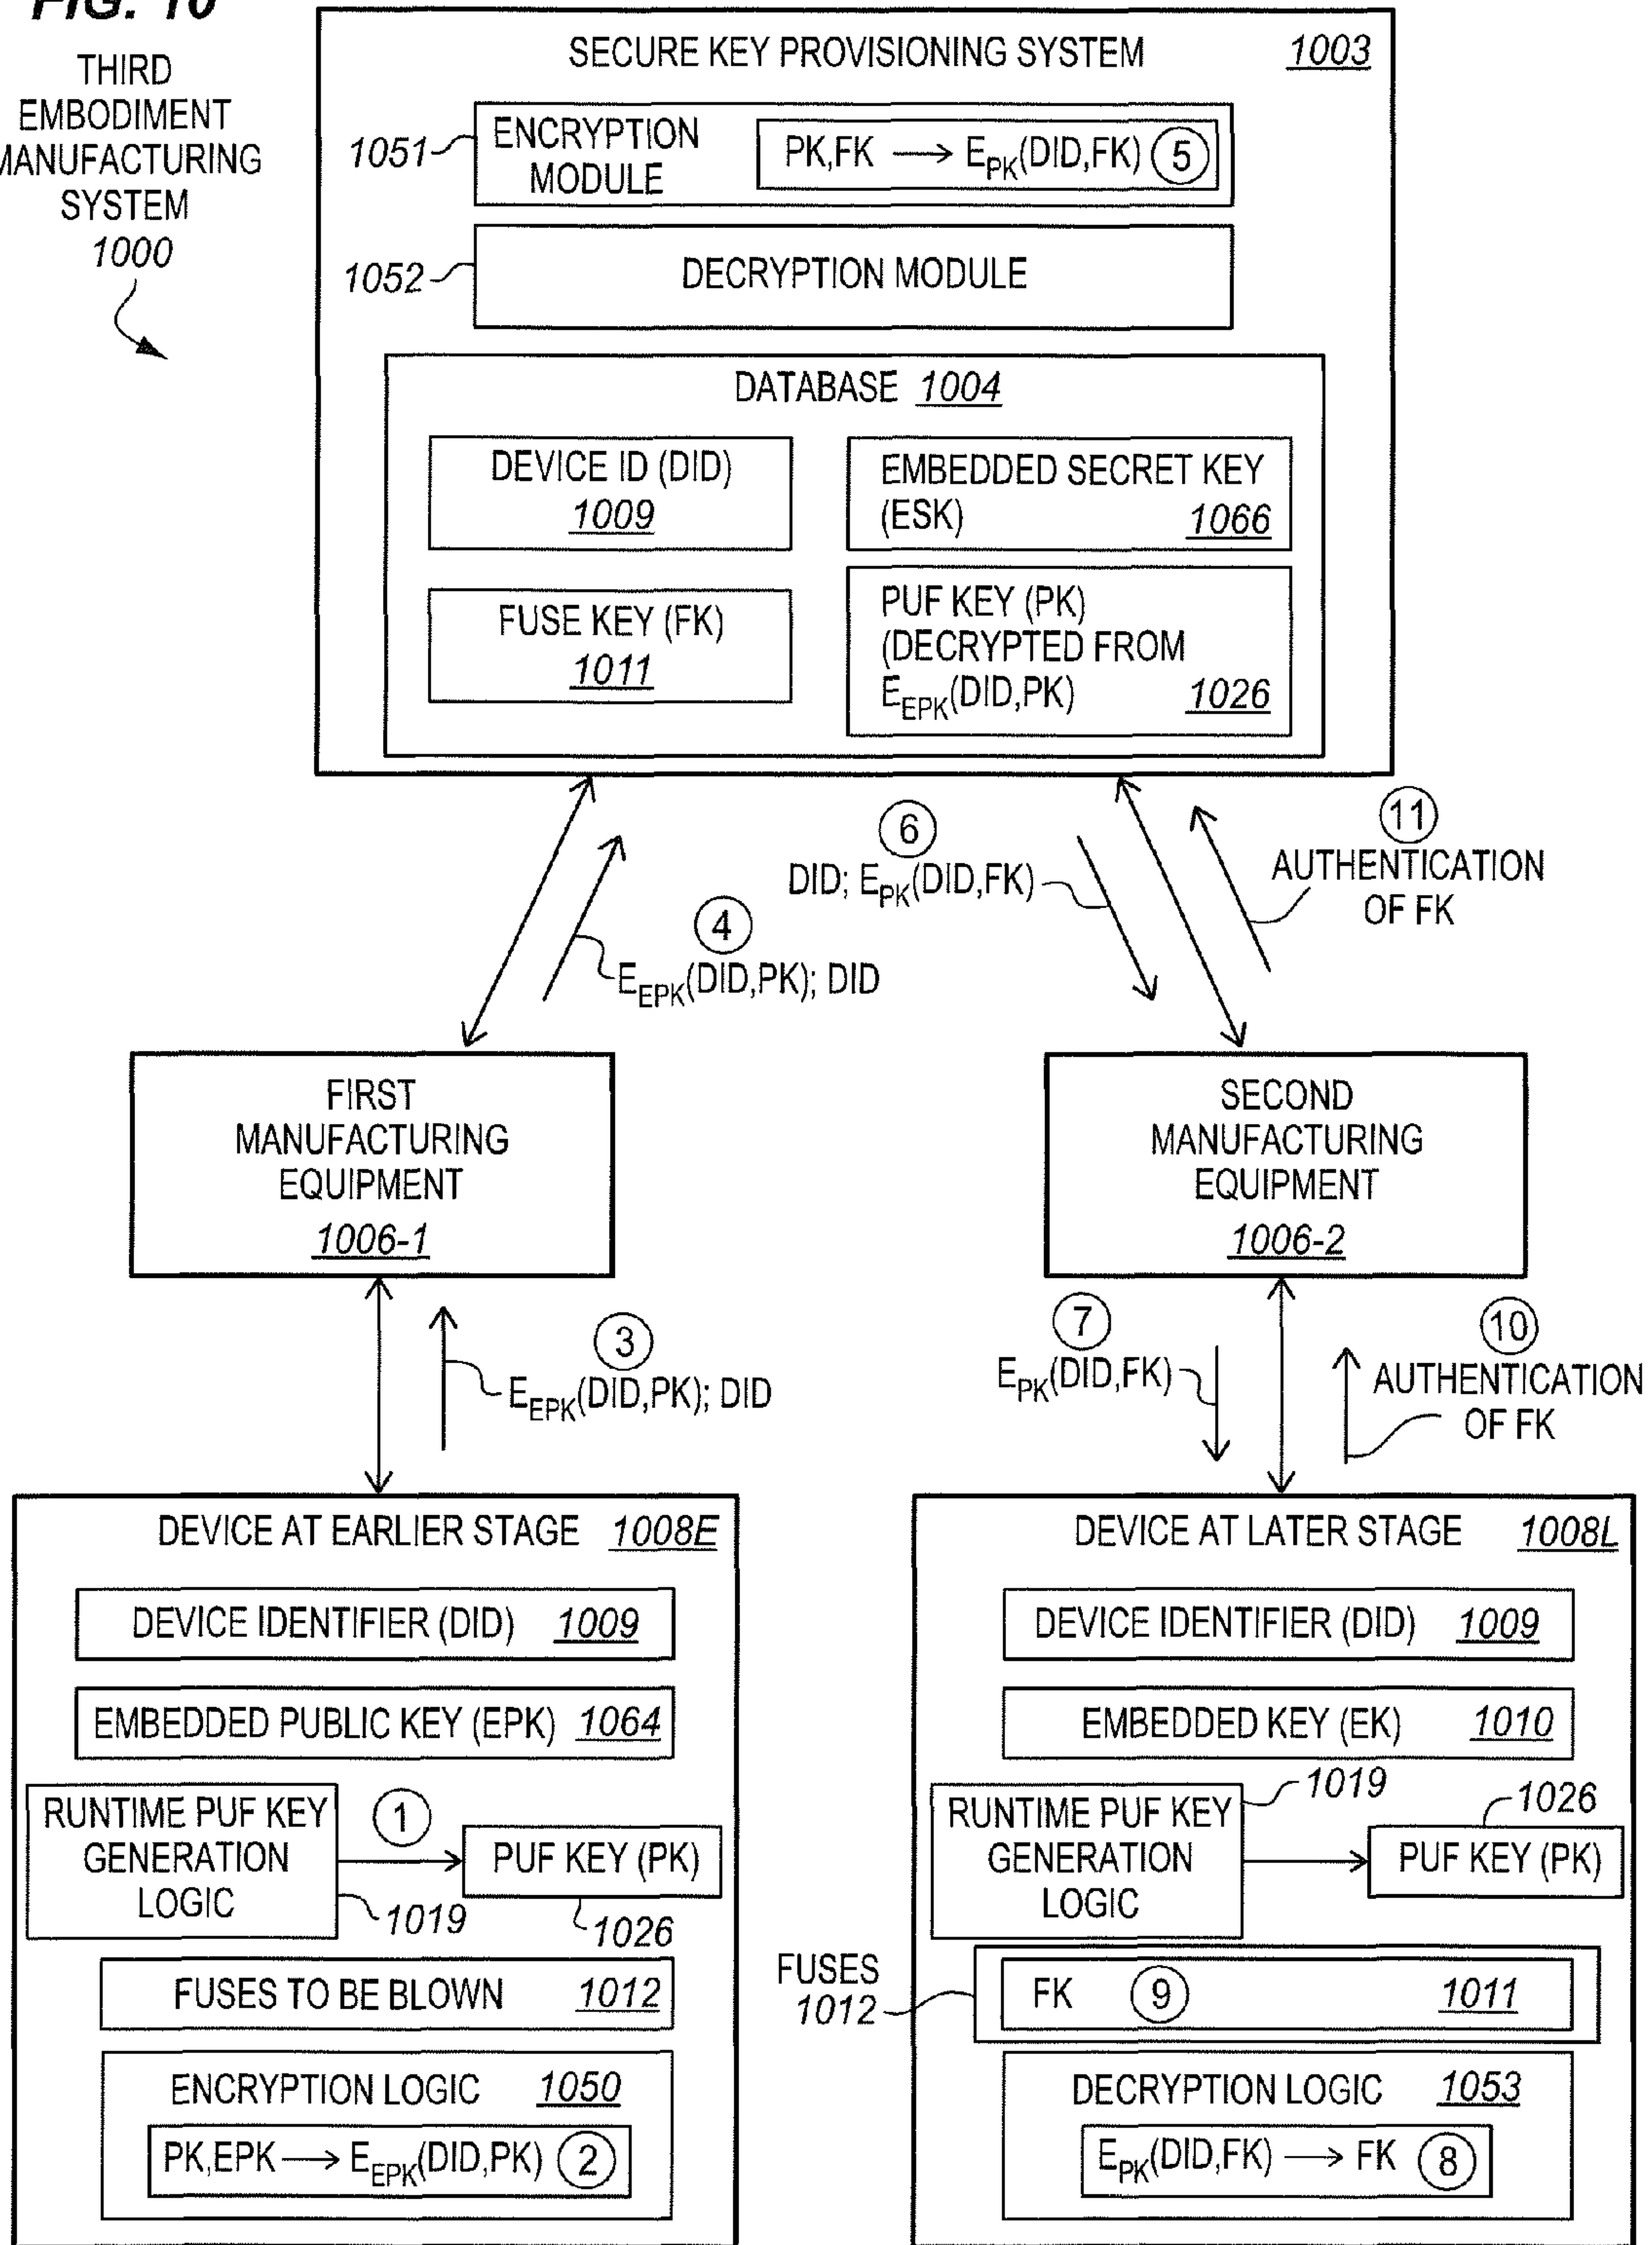 FIG. 10
THIRD
EMBODIMENT
MANUFACTURING
SYSTEM
1000
SECURE KEY PROVISIONING SYSTEM 1003
1051
ENCRYPTION
MODULE
PK,FK → E_PK(DID,FK) 5
1052
DECRYPTION MODULE
DATABASE 1004
DEVICE ID (DID)
1009
EMBEDDED SECRET KEY
(ESK) 1066
FUSE KEY (FK)
1011
PUF KEY (PK)
(DECRYPTED FROM
E_EPK(DID,PK) 1026
4
E_EPK(DID,PK); DID
6
DID; E_PK(DID,FK)
11
AUTHENTICATION
OF FK
FIRST
MANUFACTURING
EQUIPMENT
1006-1
SECOND
MANUFACTURING
EQUIPMENT
1006-2
3
E_EPK(DID,PK); DID
7
E_PK(DID,FK)
10
AUTHENTICATION
OF FK
DEVICE AT EARLIER STAGE 1008E
DEVICE IDENTIFIER (DID) 1009
EMBEDDED PUBLIC KEY (EPK) 1064
RUNTIME PUF KEY
GENERATION
LOGIC
1019
1
PUF KEY (PK)
1026
FUSES TO BE BLOWN 1012
ENCRYPTION LOGIC 1050
PK,EPK → E_EPK(DID,PK) 2
DEVICE AT LATER STAGE 1008L
DEVICE IDENTIFIER (DID) 1009
EMBEDDED KEY (EK) 1010
RUNTIME PUF KEY
GENERATION
LOGIC
1019
1026
PUF KEY (PK)
FUSES
1012
FK 9 1011
DECRYPTION LOGIC 1053
E_PK(DID,FK) → FK 8